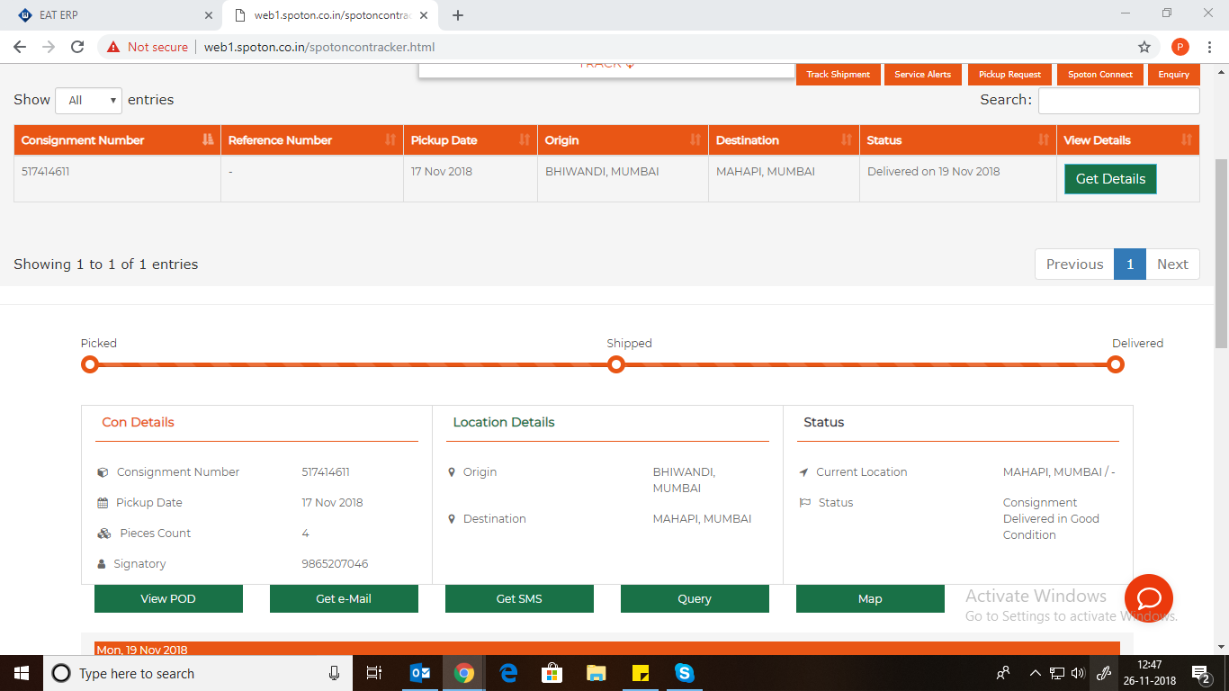 EAT ERP
web1.spoton.co.in/spotoncontrac
Not secure web1.spoton.co.in/spotoncontracker.html
P
TRACK
Track Shipment Service Alerts Pickup Request Spoton Connect Enquiry
Show All entries Search:
Consignment Number Reference Number Pickup Date Origin Destination Status View Details
517414611 - 17 Nov 2018 BHIWANDI, MUMBAI MAHAPI, MUMBAI Delivered on 19 Nov 2018 Get Details
Showing 1 to 1 of 1 entries Previous 1 Next
Picked Shipped Delivered
Con Details
Consignment Number 517414611
Pickup Date 17 Nov 2018
Pieces Count 4
Signatory 9865207046
Location Details
Origin BHIWANDI,
MUMBAI
Destination MAHAPI, MUMBAI
Status
Current Location MAHAPI, MUMBAI / -
Status Consignment
Delivered in Good
Condition
View POD Get e-Mail Get SMS Query Map
Activate Windows
Go to Settings to activate Windows.
Mon, 19 Nov 2018
Type here to search
12:47
26-11-2018
2